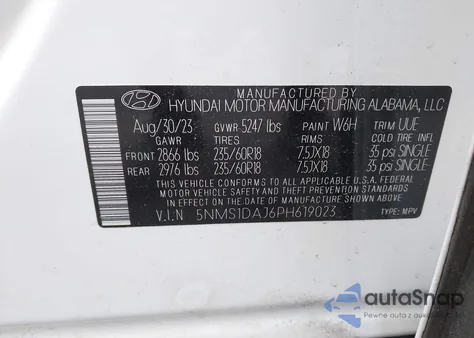 MANUFACTURED BY
HYUNDAI MOTOR MANUFACTURING ALABAMA, LLC
Aug/30/23 GVWR 5247 lbs PAINT W6H TRIM UUE
GAWR TIRES RIMS COLD TIRE INFL
FRONT 2866 lbs 235/60R18 7.5JX18 35 psi SINGLE
REAR 2976 lbs 235/60R18 7.5JX18 35 psi SINGLE
THIS VEHICLE CONFORMS TO ALL APPLICABLE FEDERAL
MOTOR VEHICLE SAFETY AND THEFT PREVENTION STANDARDS
IN EFFECT ON THE DATE OF MANUFACTURE SHOWN ABOVE.
V.I.N 5NMS1DAJ6PH619023 TYPE: MPV
autoSnap
Pewne auta z aukcji